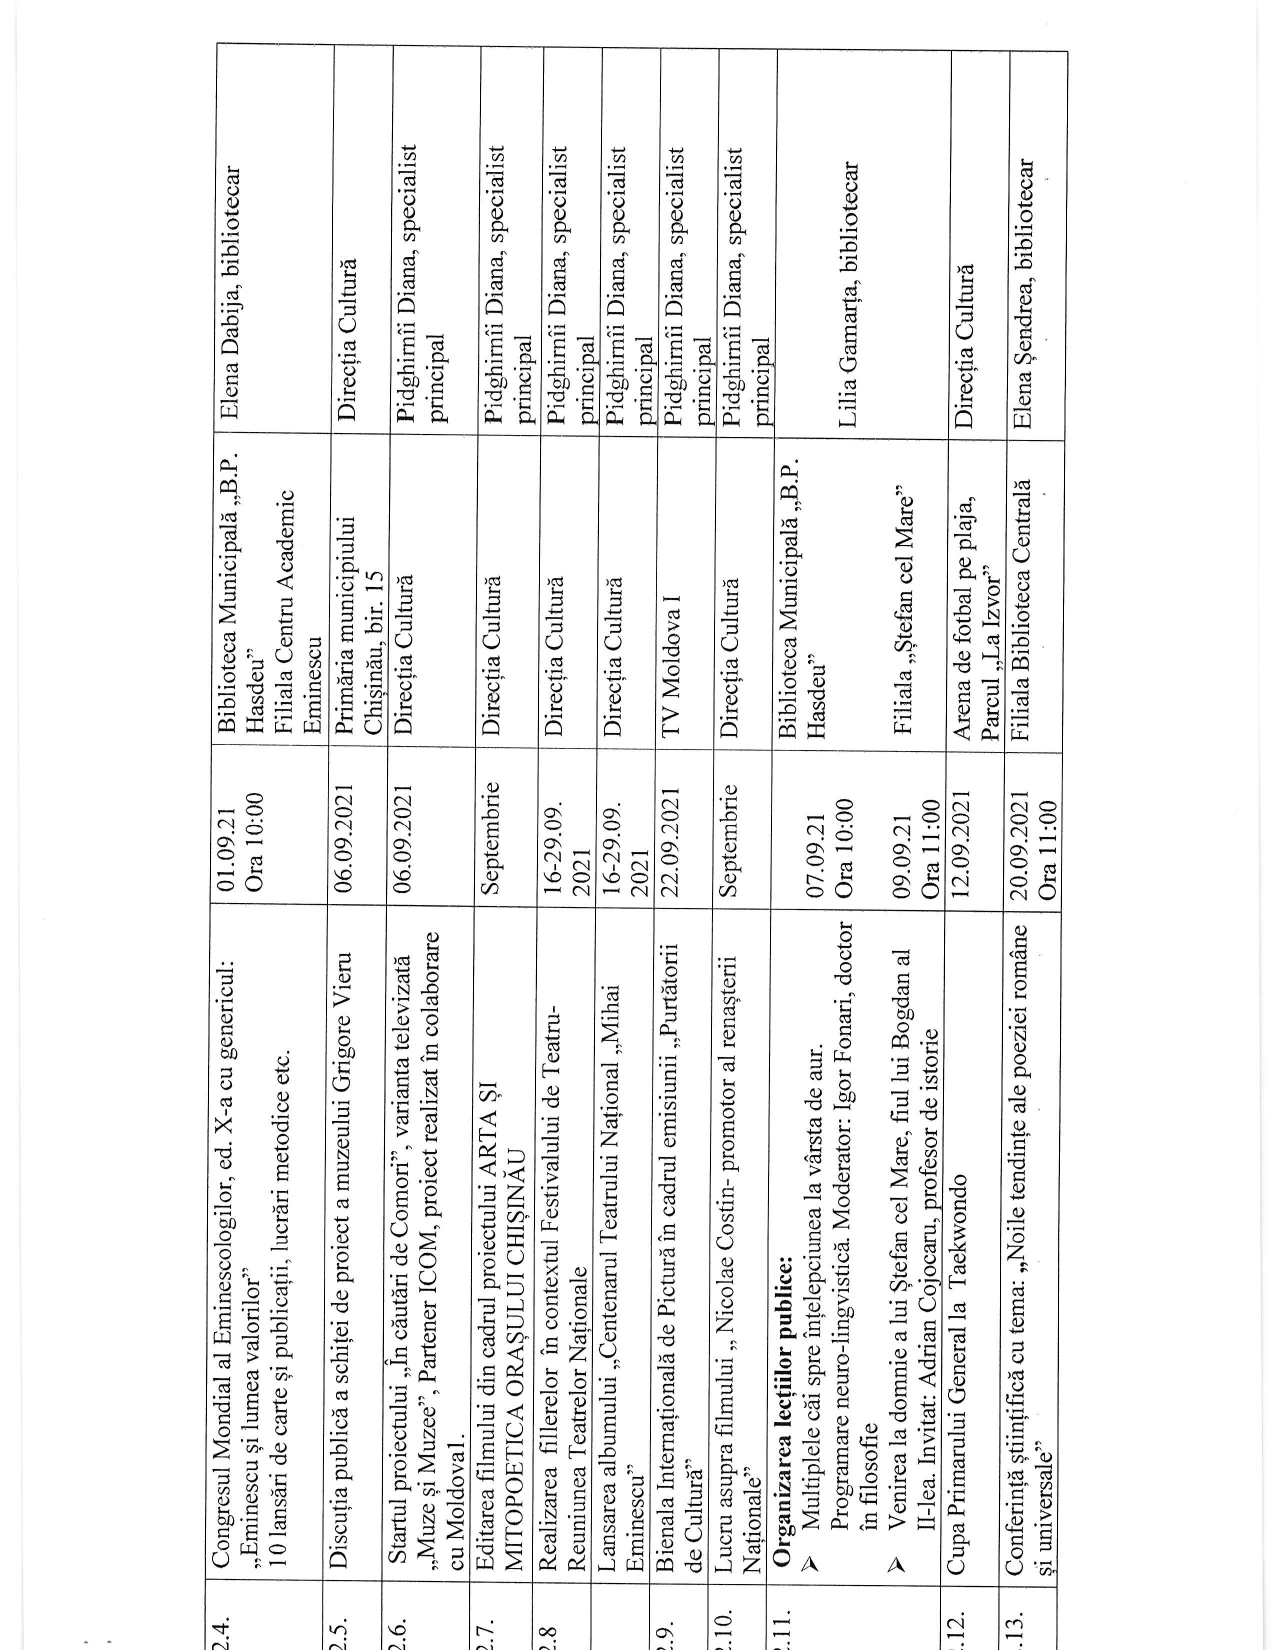 2.4.
Congresul Mondial al Eminescologilor, ed. X-a cu genericul:
„Eminescu și lumea valorilor”
10 lansări de carte și publicații, lucrări metodice etc.
01.09.21
Ora 10:00
Biblioteca Municipală „B.P.
Hasdeu”
Filiala Centru Academic
Eminescu
Elena Dabija, bibliotecar
2.5.
Discuția publică a schiței de proiect a muzeului Grigore Vieru
06.09.2021
Primăria municipiului
Chișinău, bir. 15
Direcția Cultură
2.6.
Startul proiectului „În căutări de Comori”, varianta televizată
„Muze și Muzee”, Partener ICOM, proiect realizat în colaborare
cu Moldova1.
06.09.2021
Direcția Cultură
Pidghirnîi Diana, specialist
principal
2.7.
Editarea filmului din cadrul proiectului ARTA ȘI
MITOPOETICA ORAȘULUI CHIȘINĂU
Septembrie
Direcția Cultură
Pidghirnîi Diana, specialist
principal
2.8
Realizarea fillerelor în contextul Festivalului de Teatru-
Reuniunea Teatrelor Naționale
16-29.09.
2021
Direcția Cultură
Pidghirnîi Diana, specialist
principal
Lansarea albumului „Centenarul Teatrului Național „Mihai
Eminescu”
16-29.09.
2021
Direcția Cultură
Pidghirnîi Diana, specialist
principal
2.9.
Bienala Internațională de Pictură în cadrul emisiunii „Purtătorii
de Cultură”
22.09.2021
TV Moldova I
Pidghirnîi Diana, specialist
principal
2.10.
Lucru asupra filmului „ Nicolae Costin- promotor al renașterii
Naționale”
Septembrie
Direcția Cultură
Pidghirnîi Diana, specialist
principal
.11.
Organizarea lecțiilor publice:
➢ Multiplele căi spre înțelepciunea la vârsta de aur.
Programare neuro-lingvistică. Moderator: Igor Fonari, doctor
în filosofie
➢ Venirea la domnie a lui Ștefan cel Mare, fiul lui Bogdan al
II-lea. Invitat: Adrian Cojocaru, profesor de istorie
07.09.21
Ora 10:00
09.09.21
Ora 11:00
Biblioteca Municipală „B.P.
Hasdeu”
Filiala „Ștefan cel Mare”
Lilia Gamarța, bibliotecar
.12.
Cupa Primarului General la Taekwondo
12.09.2021
Arena de fotbal pe plaja,
Parcul „La Izvor”
Direcția Cultură
.13.
Conferință științifică cu tema: „Noile tendințe ale poeziei române
și universale”
20.09.2021
Ora 11:00
Filiala Biblioteca Centrală
Elena Șendrea, bibliotecar